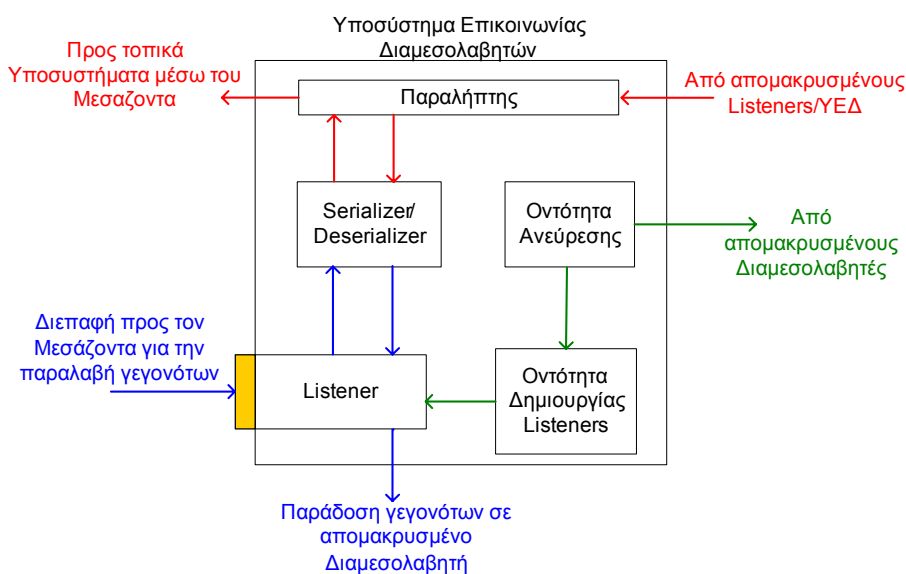 Υποσύστημα Επικοινωνίας
Διαμεσολαβητών
Προς τοπικά
Υποσυστήματα μέσω του
Μεσαζοντα
Παραλήπτης
Από απομακρυσμένους
Listeners/ΥΕΔ
Serializer/
Deserializer
Οντότητα
Ανεύρεσης
Από
απομακρυσμένους
Διαμεσολαβητές
Διεπαφή προς τον
Μεσάζοντα για την
παραλαβή γεγονότων
Listener
Οντότητα
Δημιουργίας
Listeners
Παράδοση γεγονότων σε
απομακρυσμένο
Διαμεσολαβητή